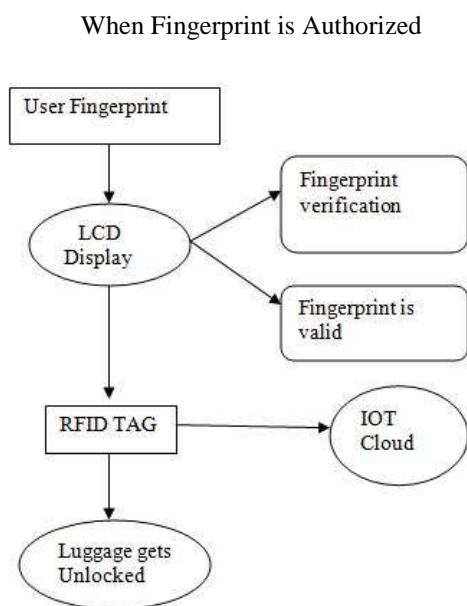 When Fingerprint is Authorized
User Fingerprint
Fingerprint
verification
LCD
Display
Fingerprint is
valid
RFID TAG
IOT
Cloud
Luggage gets
Unlocked